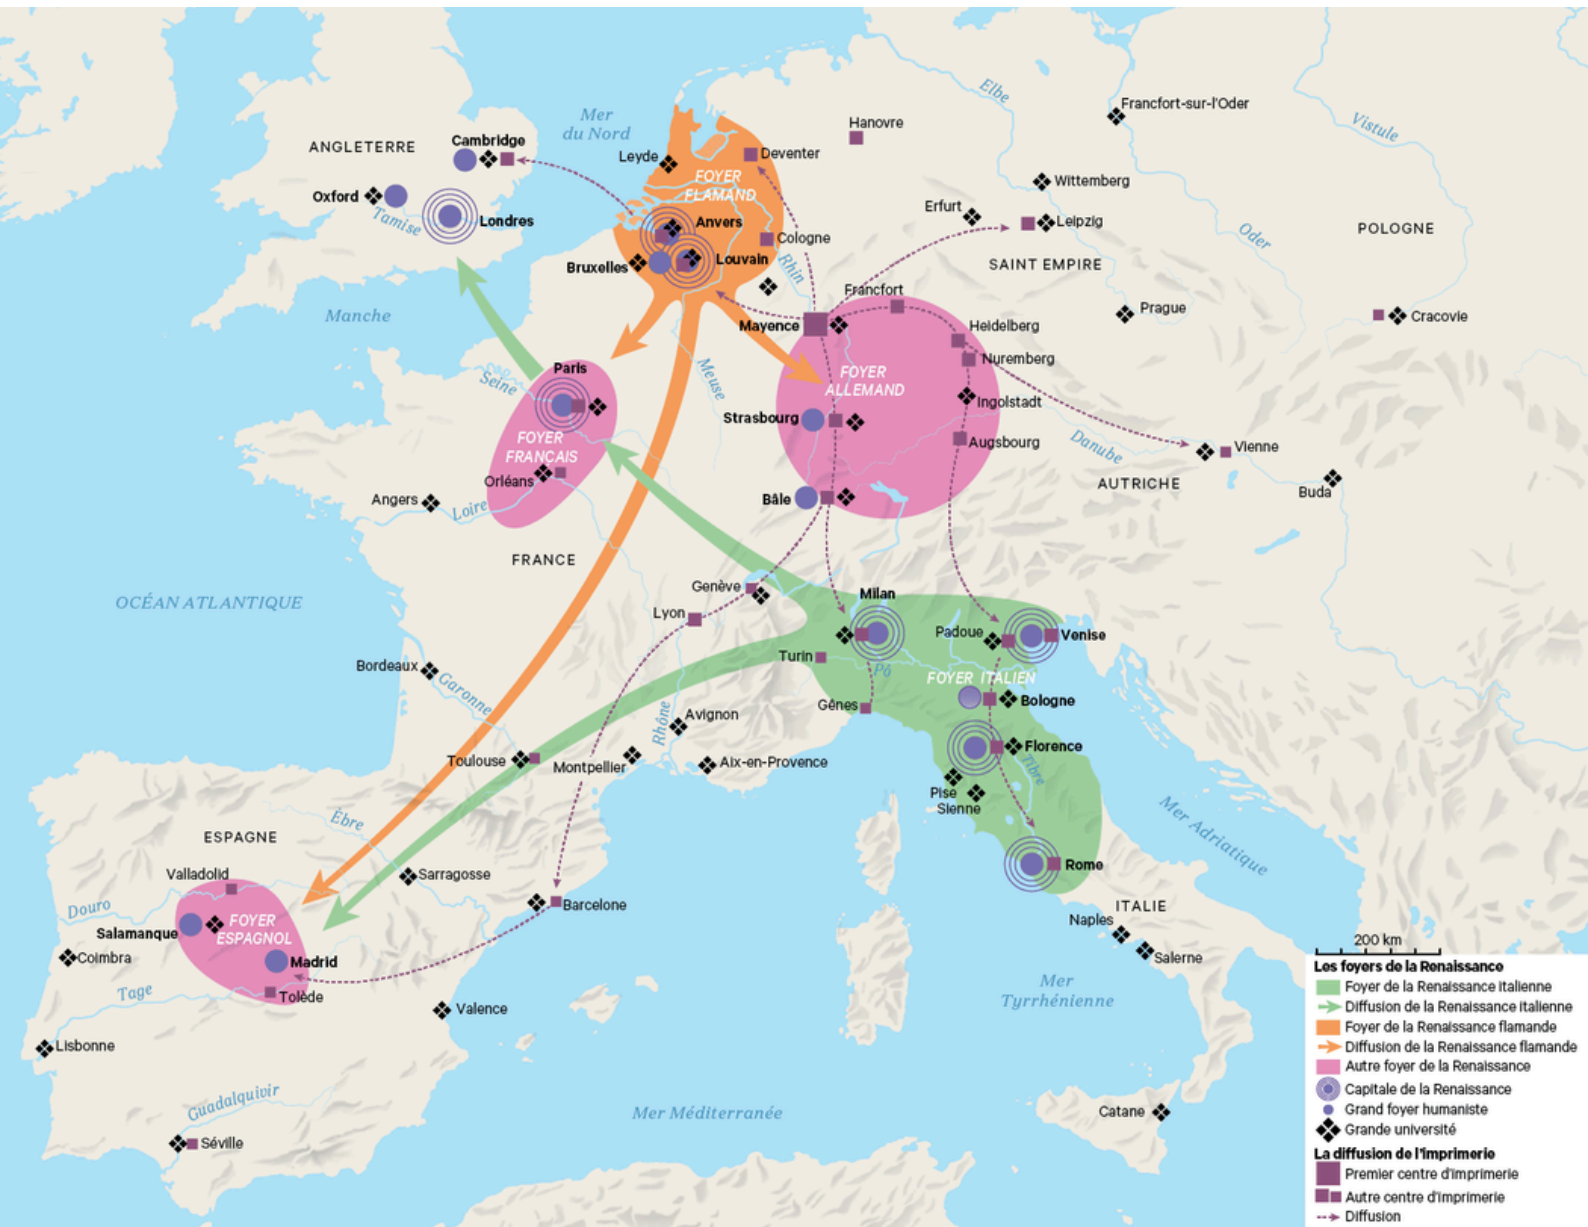 Elbe
Francfort-sur-l'Oder
Mer
du Nord
Hanovre
Vistule
Cambridge
ANGLETERRE
Leyde
Deventer
FOYER
FLAMAND
Wittemberg
Oxford
Tamise
Londres
Anvers
Erfurt
Leipzig
Oder
POLOGNE
Cologne
Bruxelles
Louvain
Rhin
SAINT EMPIRE
Manche
Francfort
Mayence
Prague
Cracovie
Heidelberg
Nuremberg
Paris
Seine
Meuse
FOYER
ALLEMAND
Ingolstadt
Strasbourg
FOYER
FRANÇAIS
Augsbourg
Danube
Vienne
Orléans
AUTRICHE
Buda
Angers
Loire
Bâle
FRANCE
OCÉAN ATLANTIQUE
Genève
Milan
Lyon
Padoue
Venise
Turin
Pô
Bordeaux
Garonne
FOYER ITALIEN
Bologne
Gênes
Rhône
Avignon
Florence
Toulouse
Montpellier
Aix-en-Provence
Tibre
Pise
Sienne
Mer Adriatique
Èbre
ESPAGNE
Valladolid
Sarragosse
Rome
Douro
Salamanque
FOYER
ESPAGNOL
Barcelone
ITALIE
Naples
Coimbra
Madrid
Salerne
Tage
Tolède
Valence
Mer
Tyrrhénienne
Lisbonne
Guadalquivir
Séville
Mer Méditerranée
Catane
200 km
Les foyers de la Renaissance
Foyer de la Renaissance italienne
Diffusion de la Renaissance italienne
Foyer de la Renaissance flamande
Diffusion de la Renaissance flamande
Autre foyer de la Renaissance
Capitale de la Renaissance
Grand foyer humaniste
Grande université
La diffusion de l'imprimerie
Premier centre d'imprimerie
Autre centre d'imprimerie
Diffusion